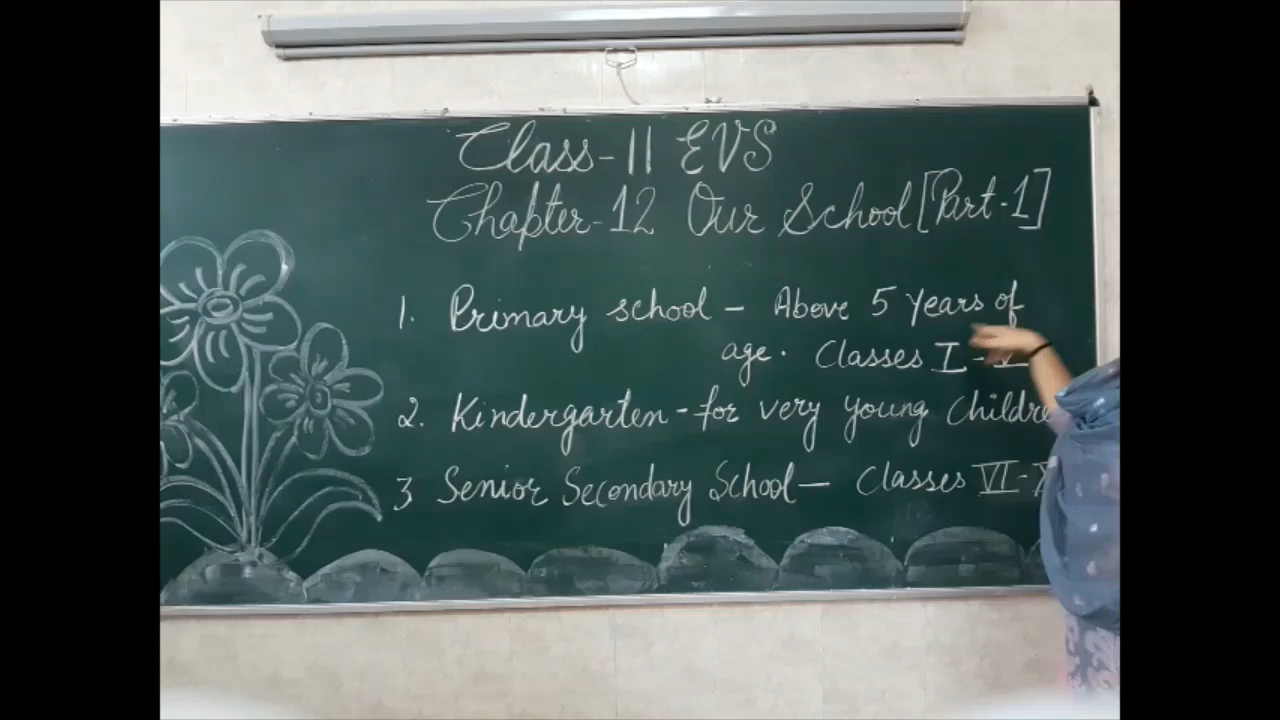 Class-II EVS
Chapter-12 Our School [Part-1]
1. Primary school - Above 5 years of
age. Classes I - V
2. Kindergarten - for very young
3 Senior Secondary School - Classes VI-